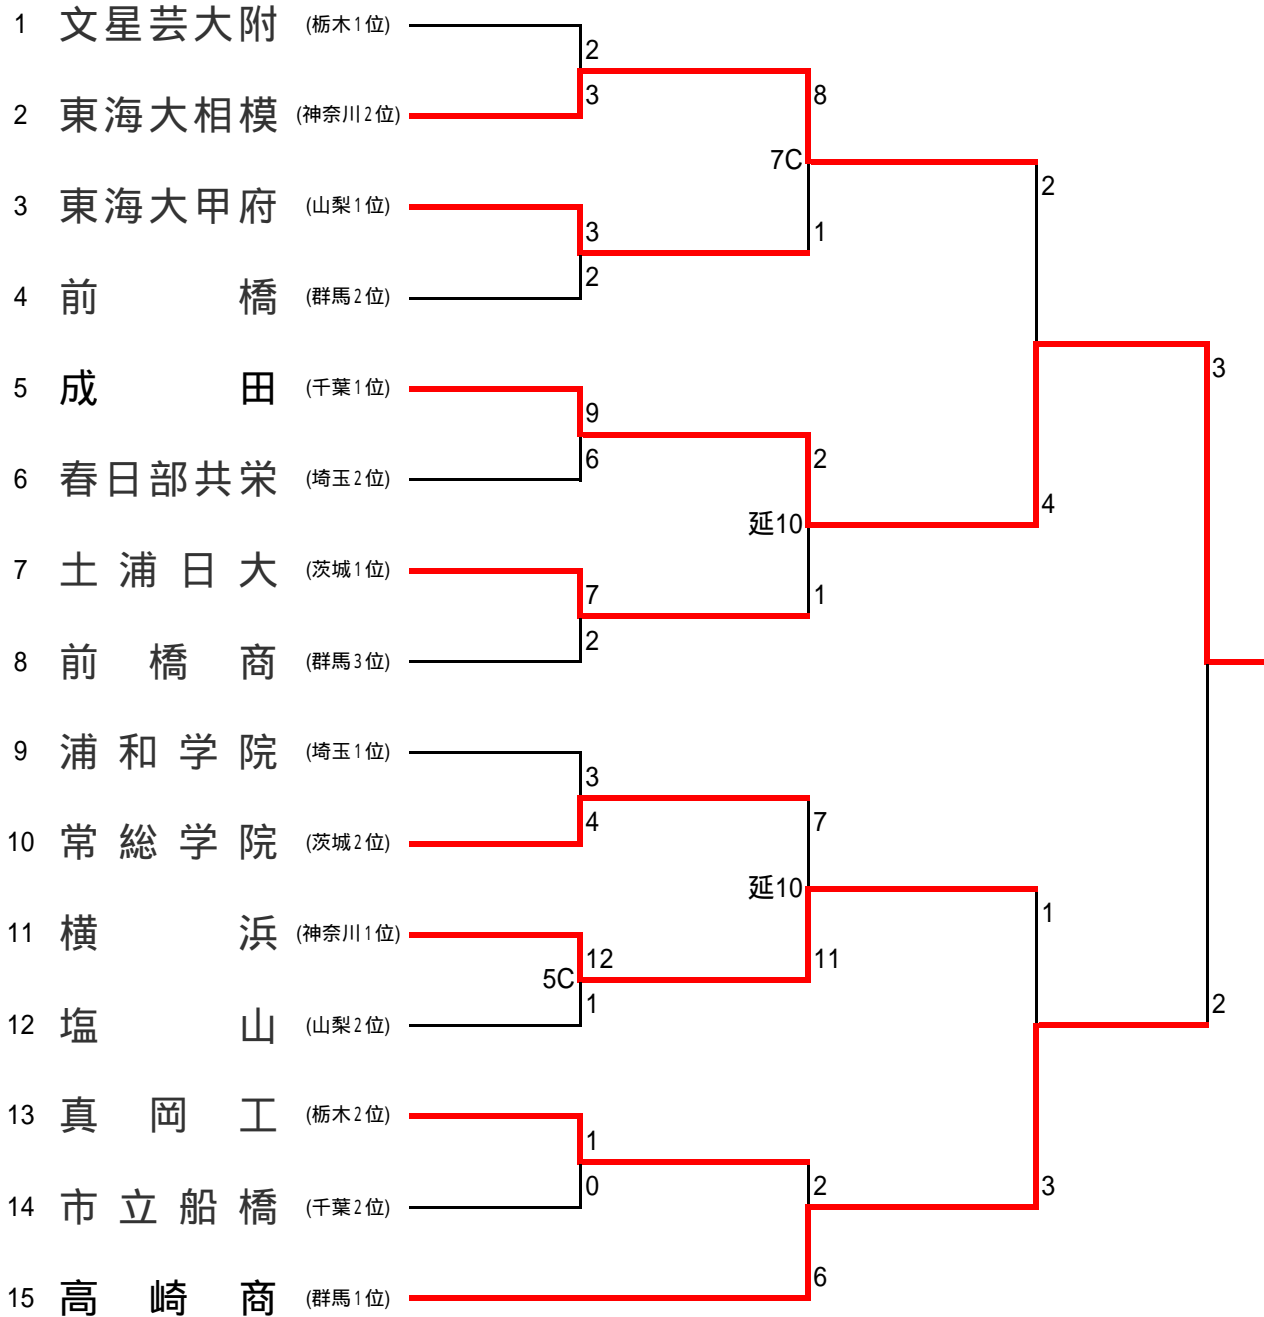 1 文星芸大附 (栃木1位)
2
2 東海大相模 (神奈川2位)
3
8
7C
3 東海大甲府 (山梨1位)
3
1
2
2
4 前橋 (群馬2位)
5 成田 (千葉1位)
9
3
6 春日部共栄 (埼玉2位)
6
2
延10
4
7 土浦日大 (茨城1位)
7
1
2
8 前橋商 (群馬3位)
9 浦和学院 (埼玉1位)
3
10 常総学院 (茨城2位)
4
7
延10
11 横浜 (神奈川1位)
12
11
1
5C
1
2
12 塩山 (山梨2位)
13 真岡工 (栃木2位)
1
14 市立船橋 (千葉2位)
0
2
3
6
15 高崎商 (群馬1位)